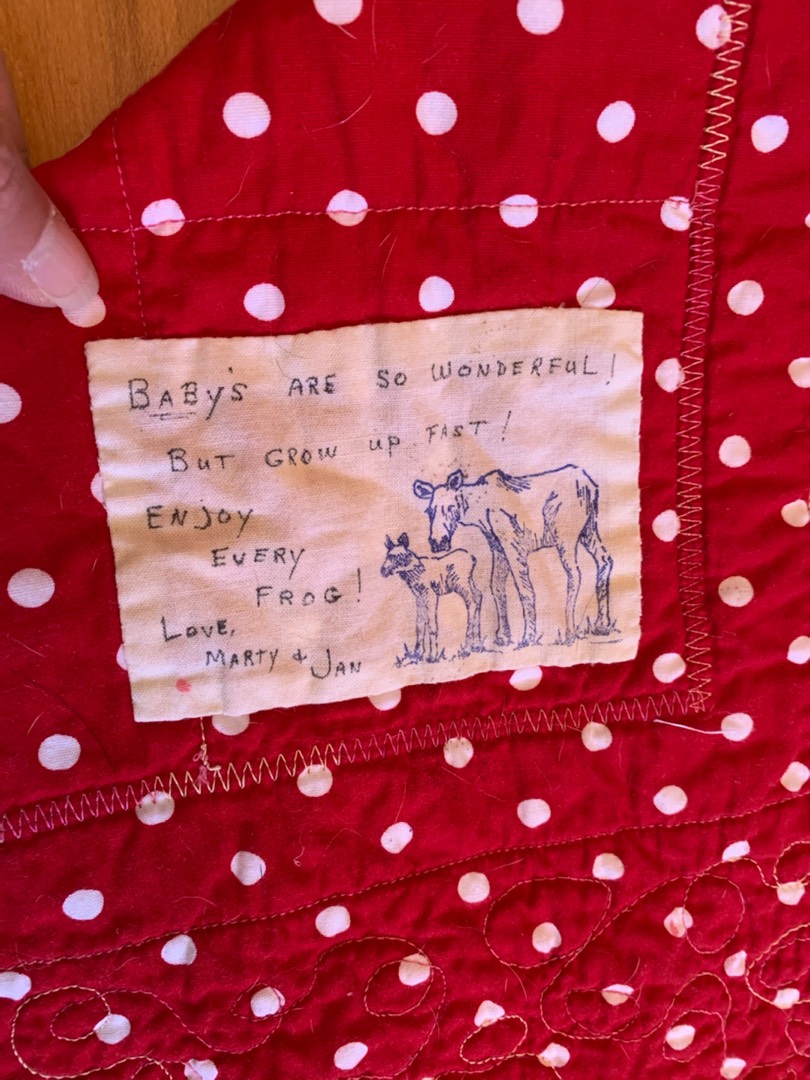 BABy'S ARE SO WONDERFUL!
BUT GROW up FAST!
ENJOY
EVERY
FROG!
LOVE,
MARTY & JAN